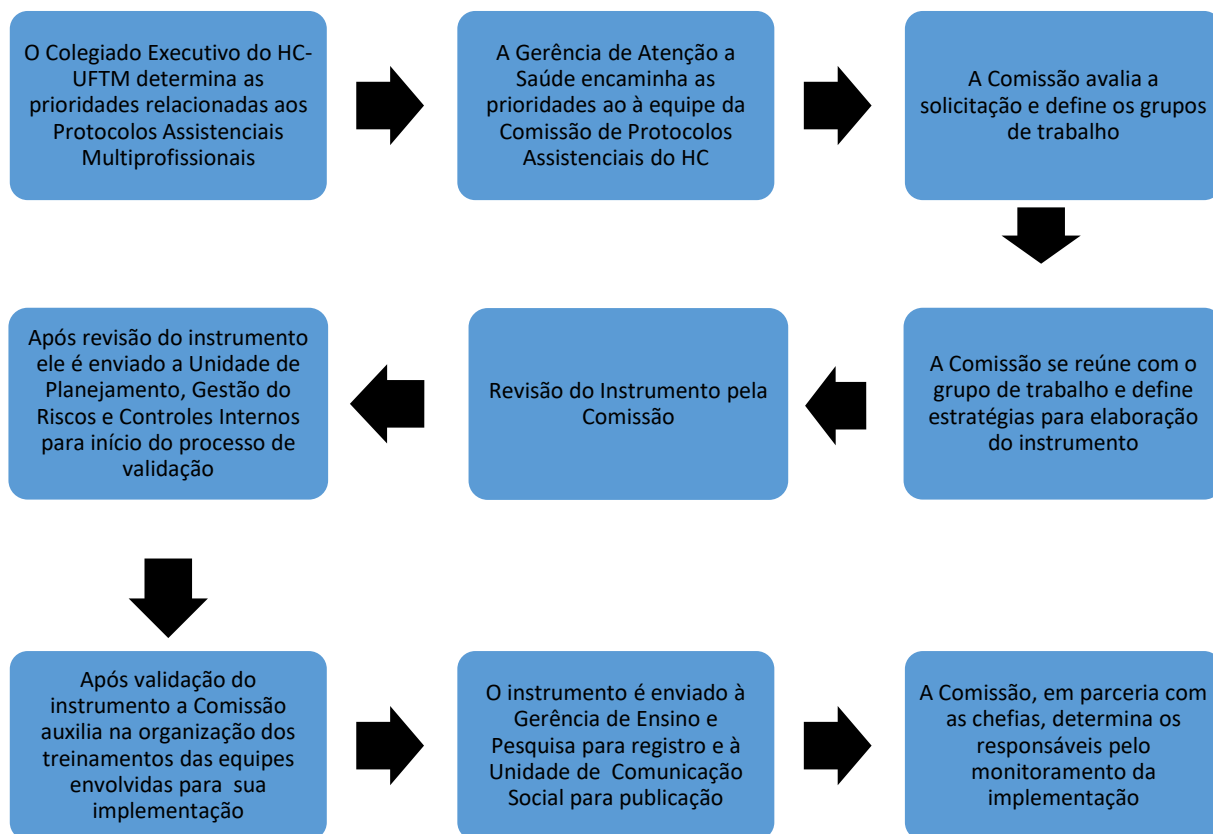 O Colegiado Executivo do HC-
UFTM determina as
prioridades relacionadas aos
Protocolos Assistenciais
Multiprofissionais
A Gerência de Atenção a
Saúde encaminha as
prioridades ao à equipe da
Comissão de Protocolos
Assistenciais do HC
A Comissão avalia a
solicitação e define os grupos
de trabalho
A Comissão se reúne com o
grupo de trabalho e define
estratégias para elaboração
do instrumento
Revisão do Instrumento pela
Comissão
Após revisão do instrumento
ele é enviado a Unidade de
Planejamento, Gestão do
Riscos e Controles Internos
para início do processo de
validação
Após validação do
instrumento a Comissão
auxilia na organização dos
treinamentos das equipes
envolvidas para sua
implementação
O instrumento é enviado à
Gerência de Ensino e
Pesquisa para registro e à
Unidade de Comunicação
Social para publicação
A Comissão, em parceria com
as chefias, determina os
responsáveis pelo
monitoramento da
implementação